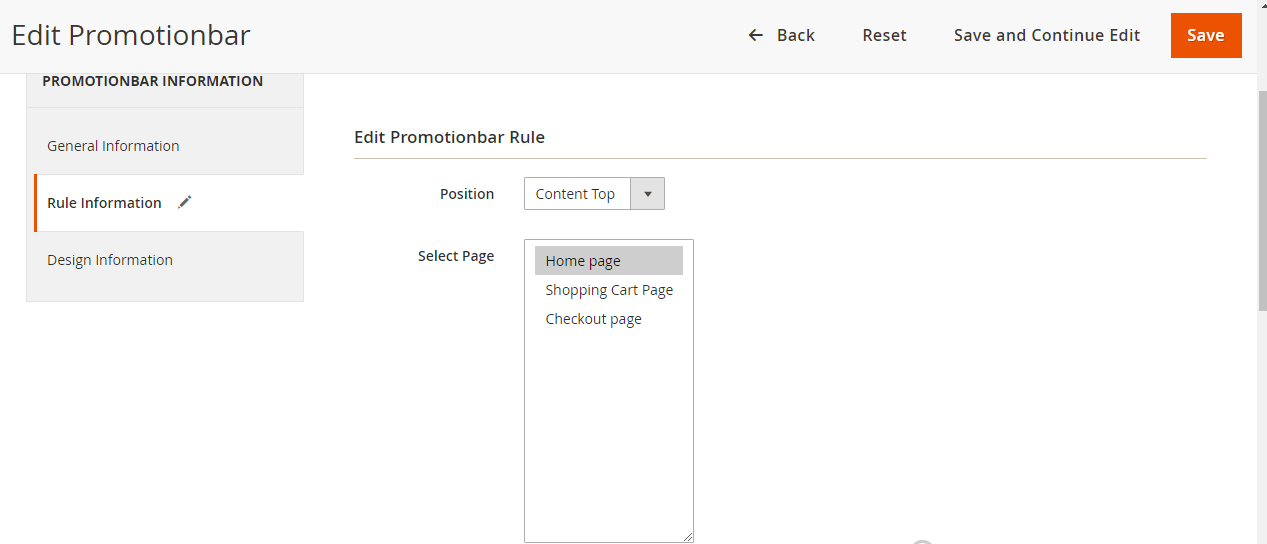 Edit Promotionbar
Back
Reset
Save and Continue Edit
Save
PROMOTIONBAR INFORMATION
General Information
Rule Information
Design Information
Edit Promotionbar Rule
Position
Content Top
Select Page
Home page
Shopping Cart Page
Checkout page